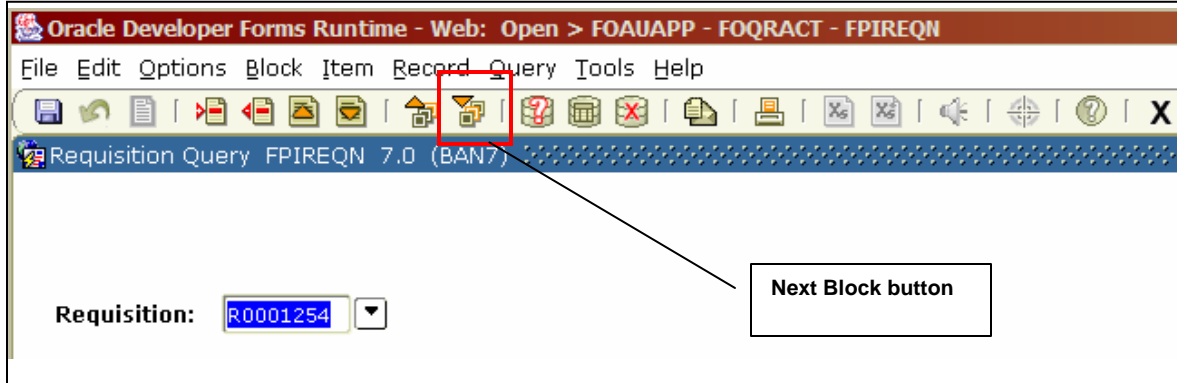 Oracle Developer Forms Runtime - Web: Open > FOAUAPP - FOQRACT - FPIREQN
File Edit Options Block Item Record Query Tools Help
Requisition Query FPIREQN 7.0 (BAN7)
Next Block button
Requisition: R0001254